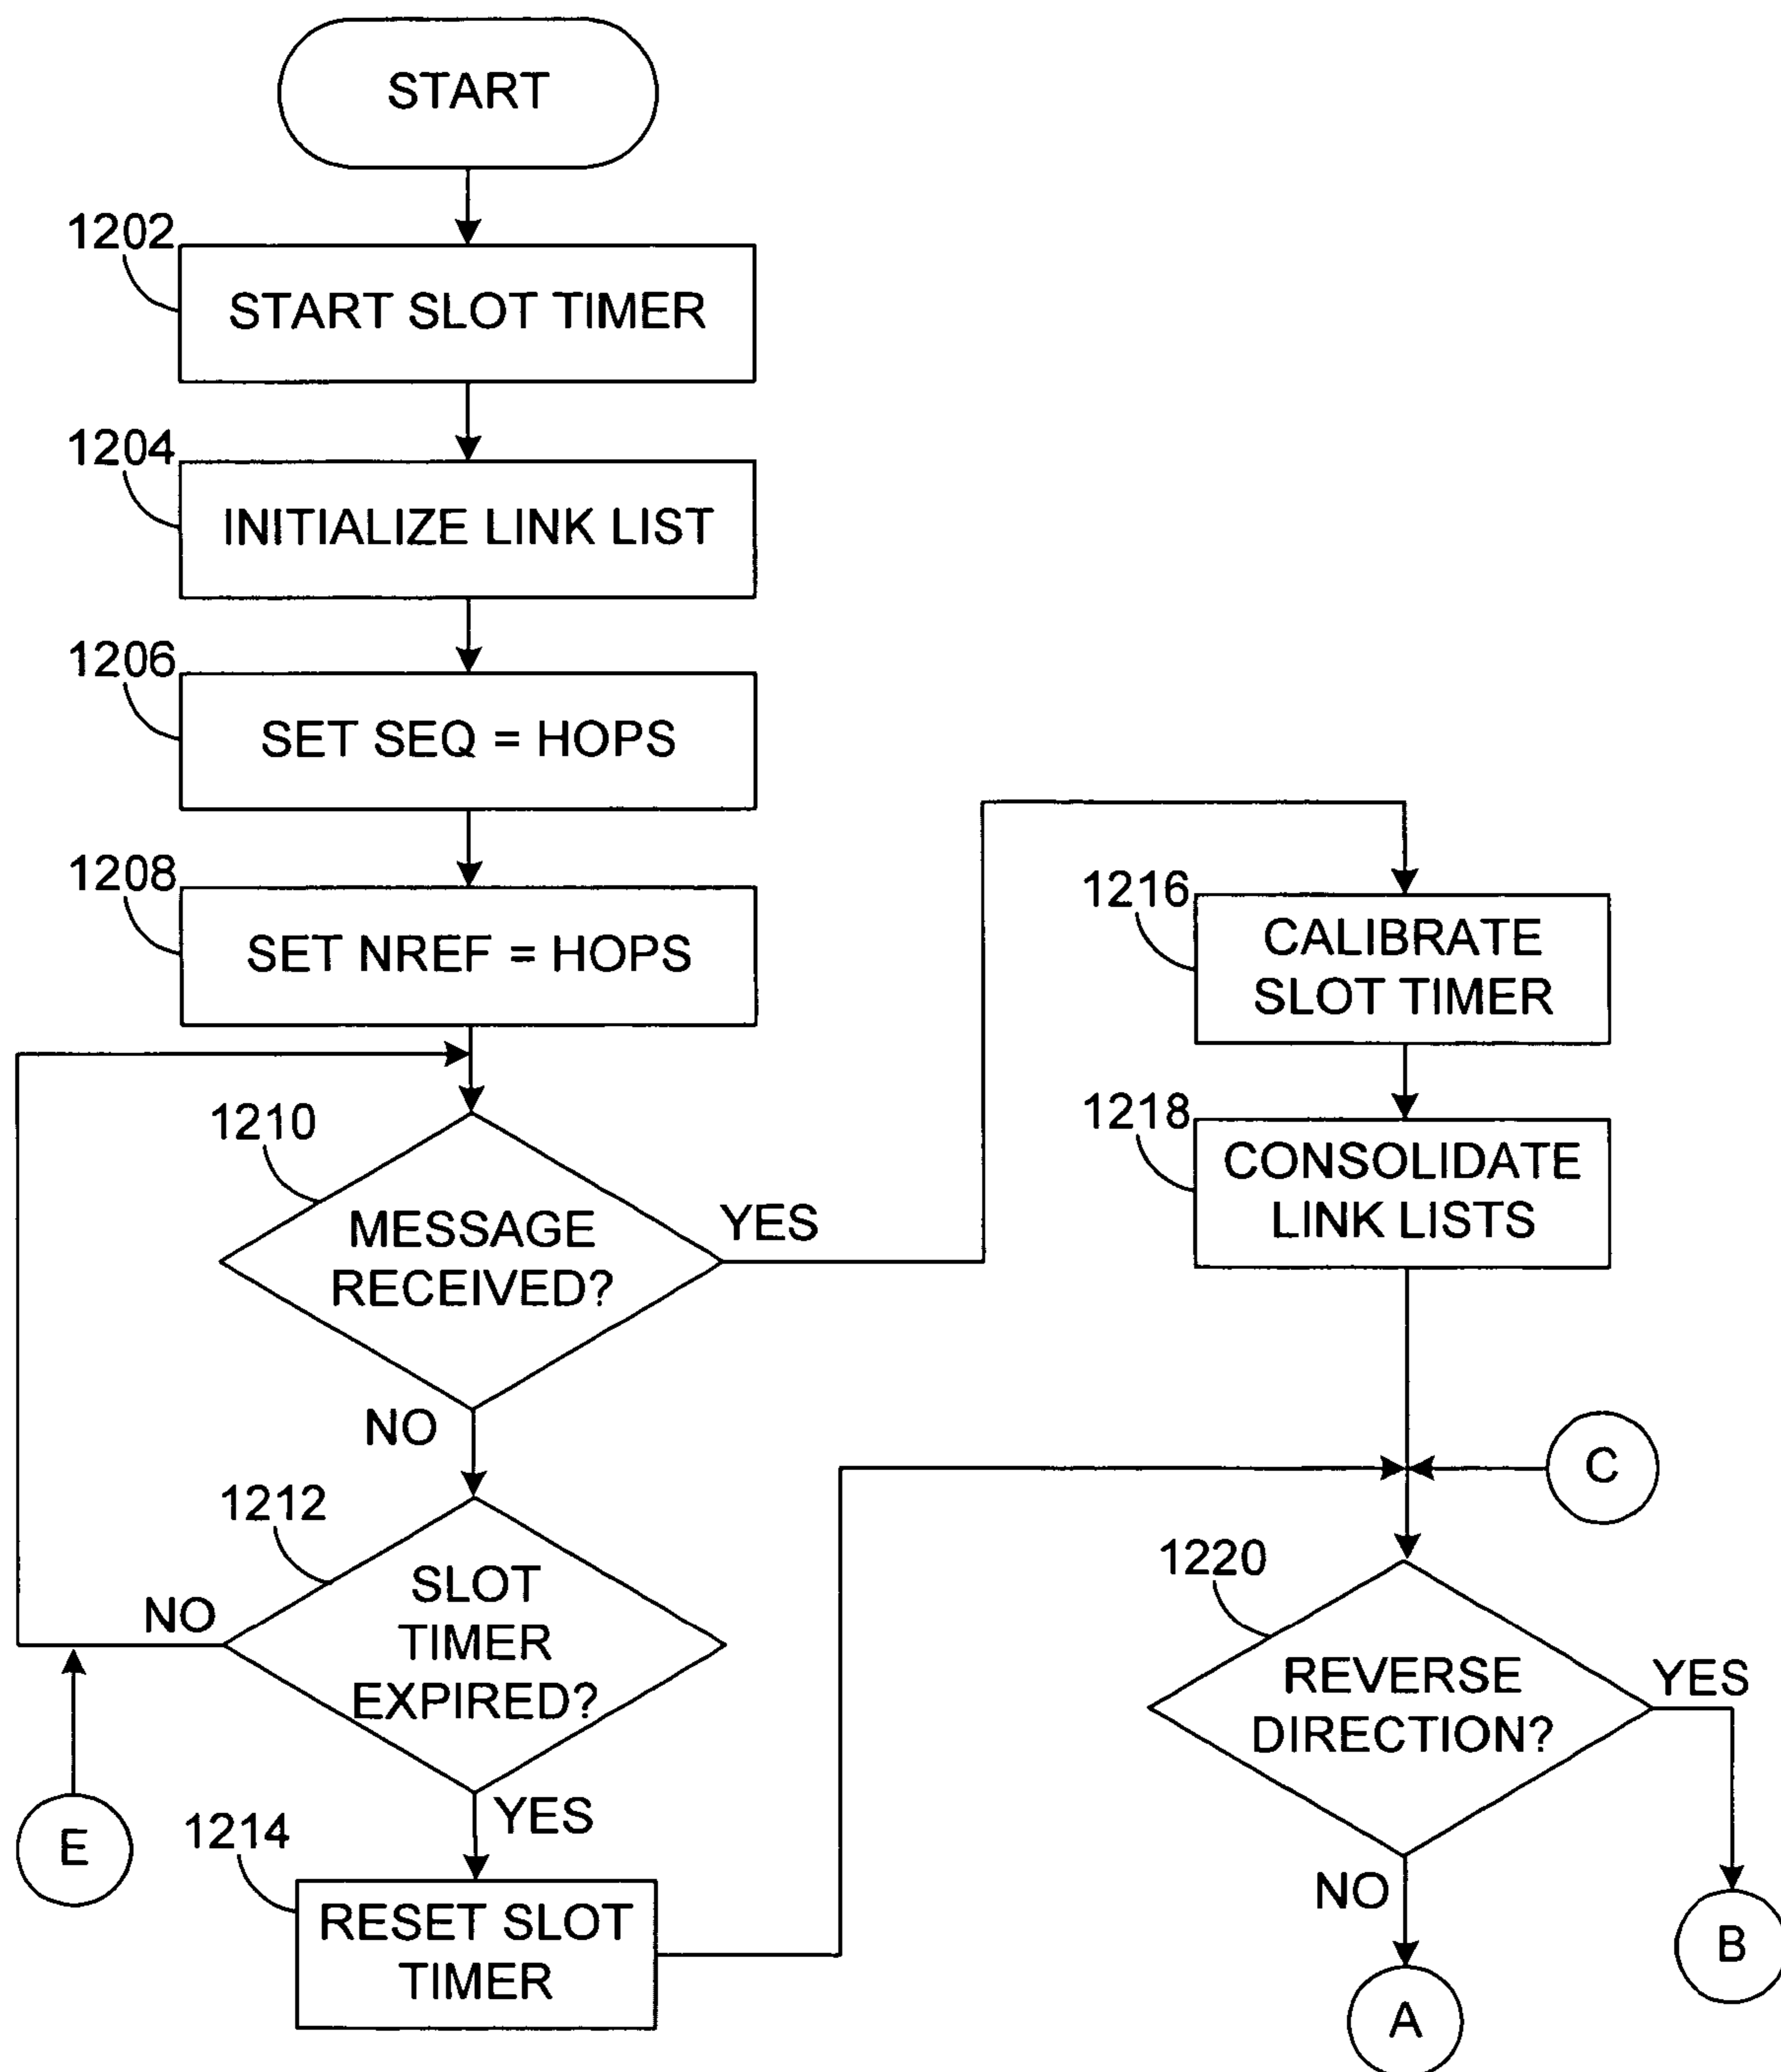 START
1202
START SLOT TIMER
1204
INITIALIZE LINK LIST
1206
SET SEQ = HOPS
1208
SET NREF = HOPS
1210
MESSAGE
RECEIVED?
YES
NO
1212
SLOT
TIMER
EXPIRED?
NO
YES
E
1214
RESET SLOT
TIMER
1216
CALIBRATE
SLOT TIMER
1218
CONSOLIDATE
LINK LISTS
C
1220
REVERSE
DIRECTION?
YES
NO
B
A